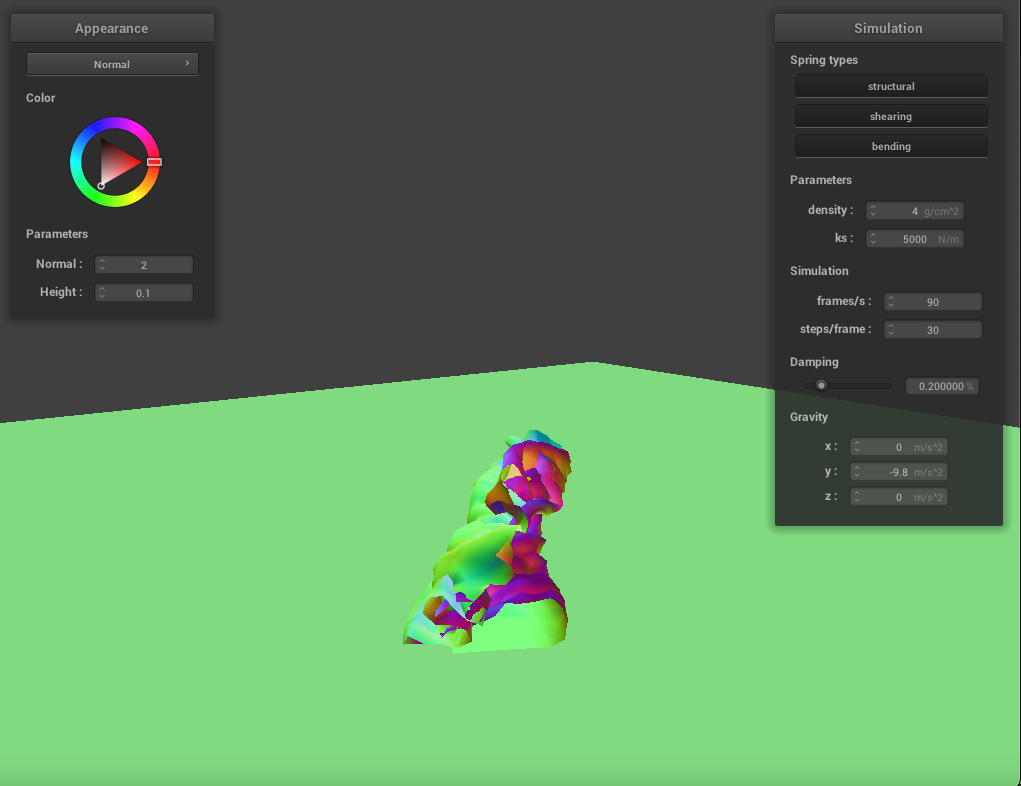 Appearance
Normal
Color
Parameters
Normal : 2
Height : 0.1
Simulation
Spring types
structural
shearing
bending
Parameters
density : 4 g/cm^2
ks : 5000 N/m
Simulation
frames/s : 90
steps/frame : 30
Damping
0.200000 %
Gravity
x : 0 m/s^2
y : -9.8 m/s^2
z : 0 m/s^2